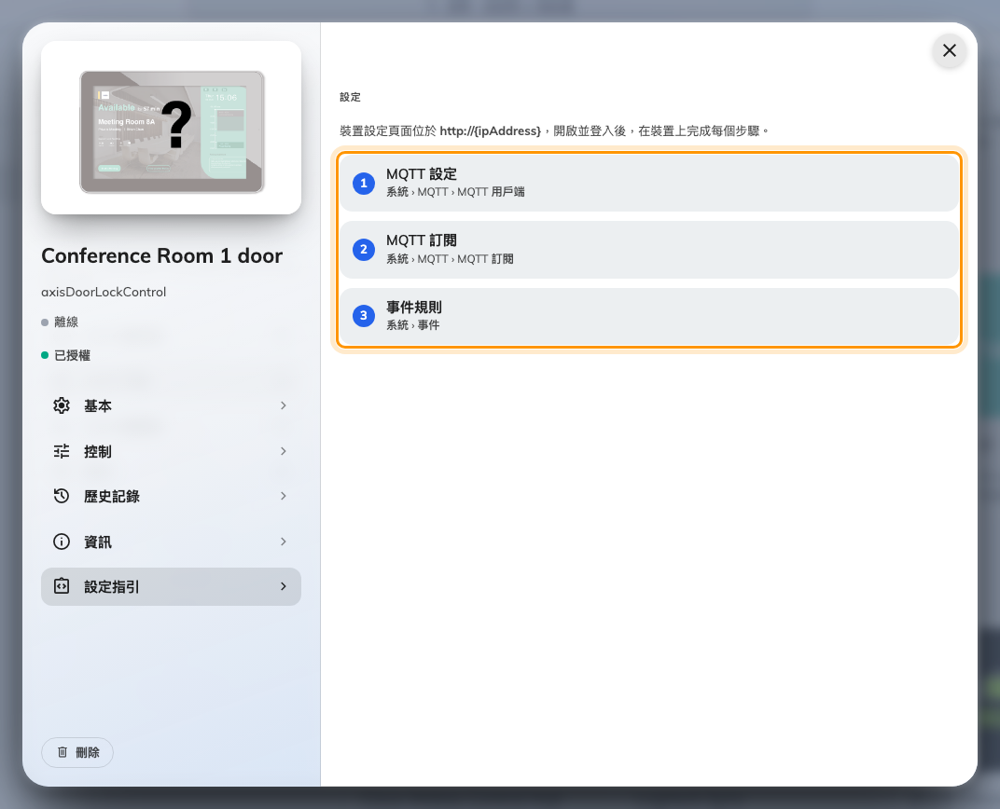 Available
Meeting Room 8A
15:06
?
Conference Room 1 door
axisDoorLockControl
離線
已授權
基本
控制
歷史記錄
資訊
設定指引
刪除
設定
裝置設定頁面位於 http://{ipAddress}，開啟並登入後，在裝置上完成每個步驟。
1
MQTT 設定
系統 › MQTT › MQTT 用戶端
2
MQTT 訂閱
系統 › MQTT › MQTT 訂閱
3
事件規則
系統 › 事件